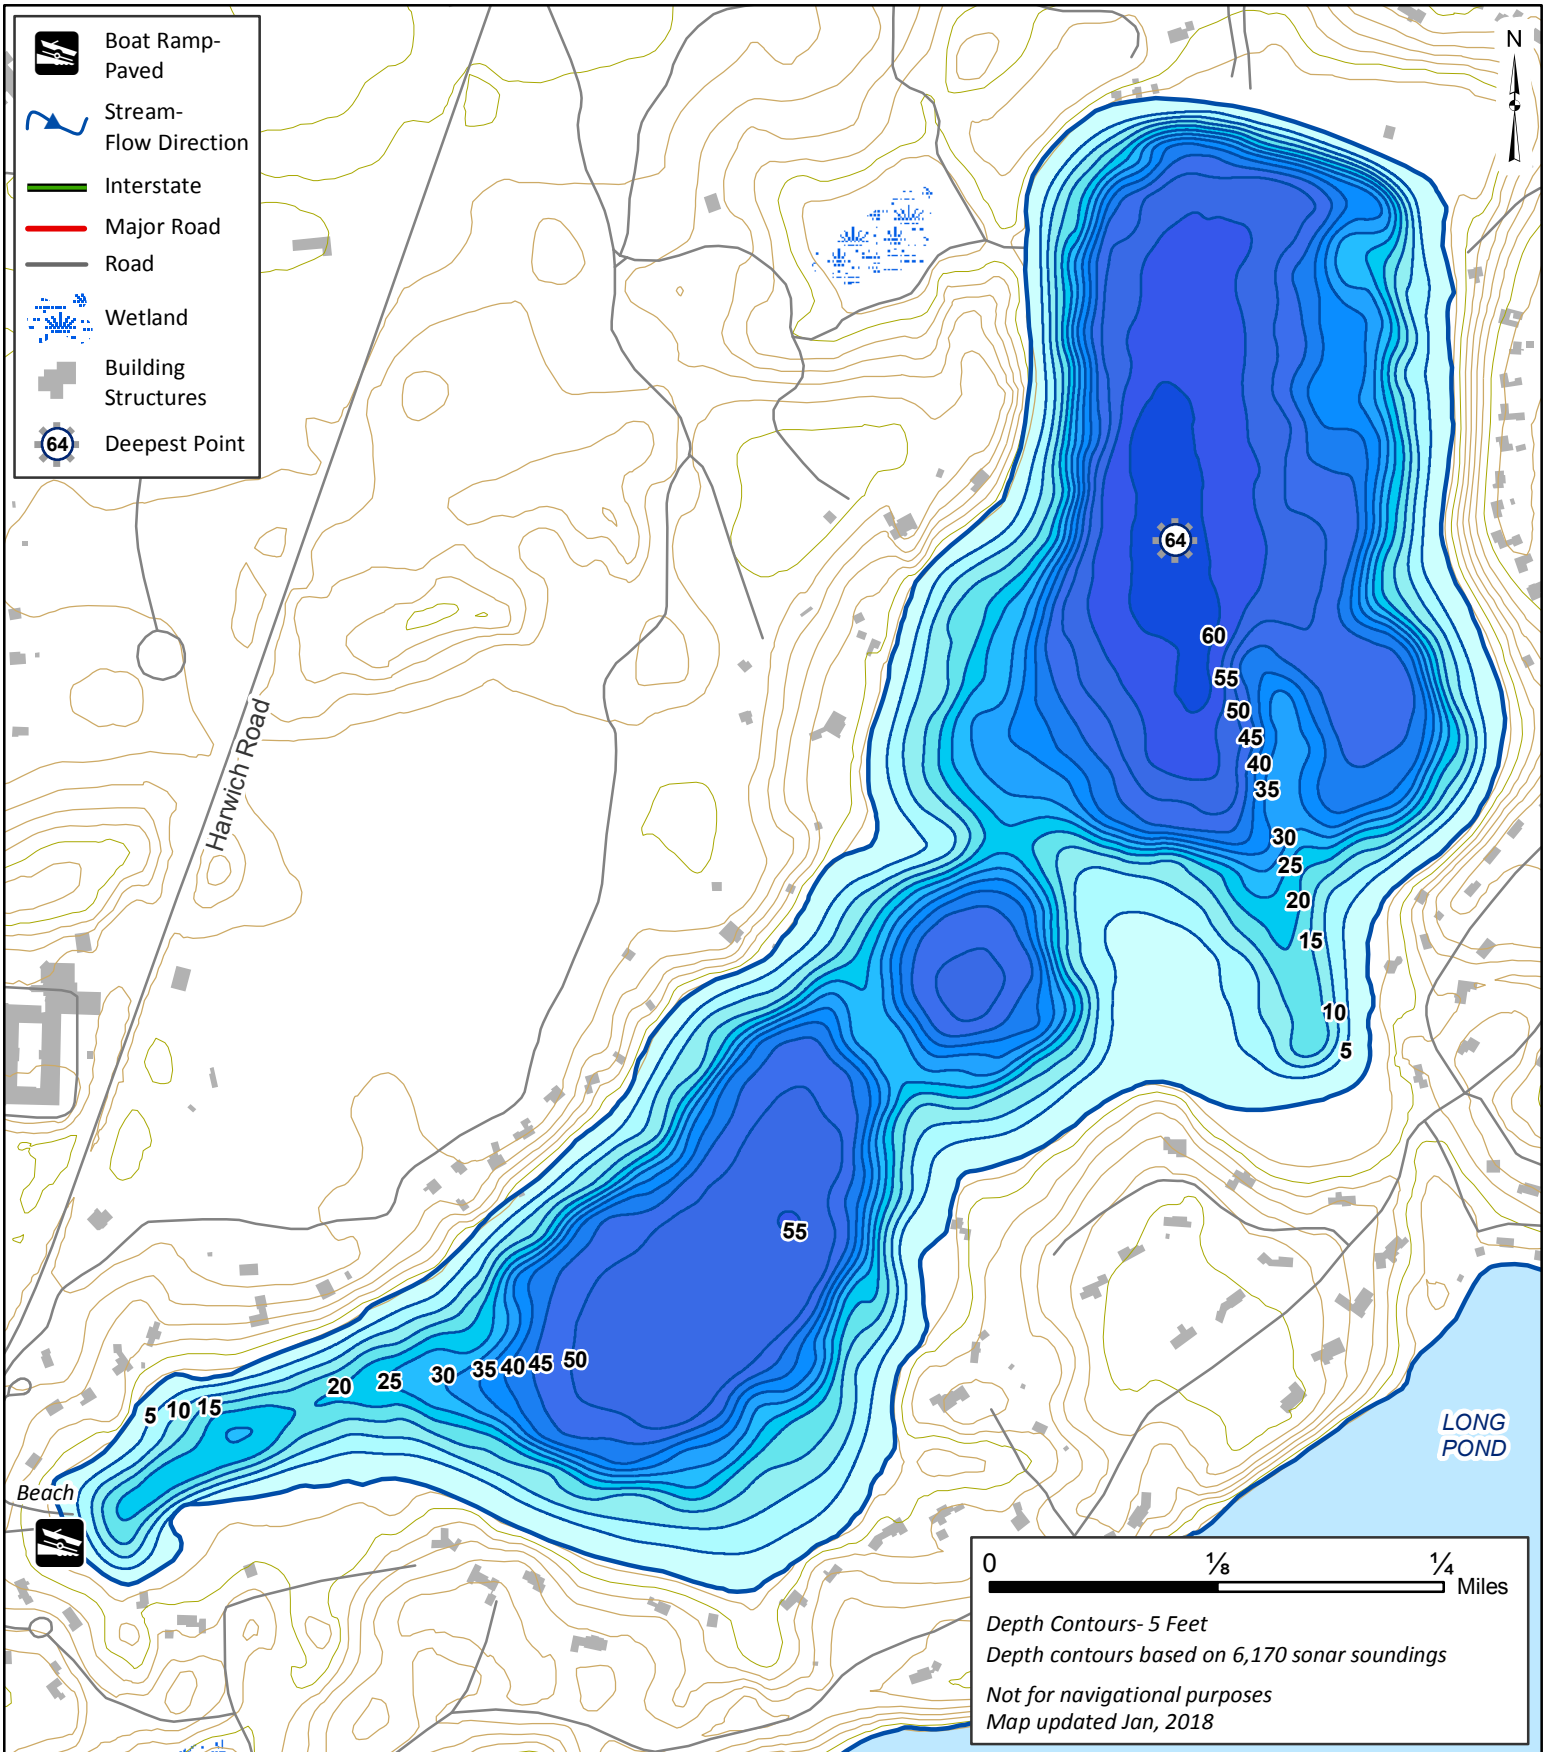 Boat Ramp-
Paved
Stream-
Flow Direction
Interstate
Major Road
Road
Wetland
Building
Structures
64
Deepest Point
N
64
60
55
50
45
40
35
30
25
20
15
10
5
Harwich Road
55
50
45
40
35
30
25
20
15
10
5
Beach
LONG
POND
0 ⅛ ¼
Miles
Depth Contours- 5 Feet
Depth contours based on 6,170 sonar soundings
Not for navigational purposes
Map updated Jan, 2018